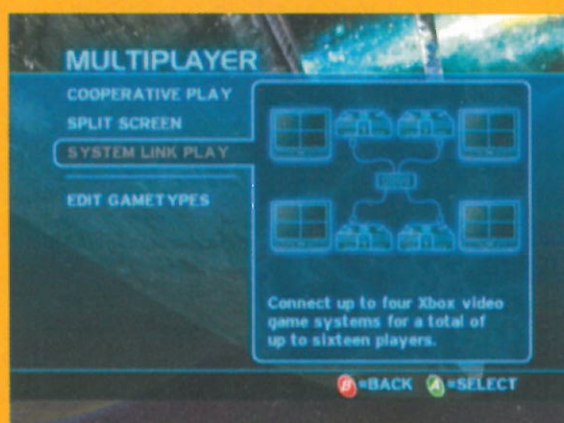 MULTIPLAYER
COOPERATIVE PLAY
SPLIT SCREEN
SYSTEM LINK PLAY
EDIT GAMETYPES
Connect up to four Xbox video
game systems for a total of
up to sixteen players.
B=BACK A=SELECT